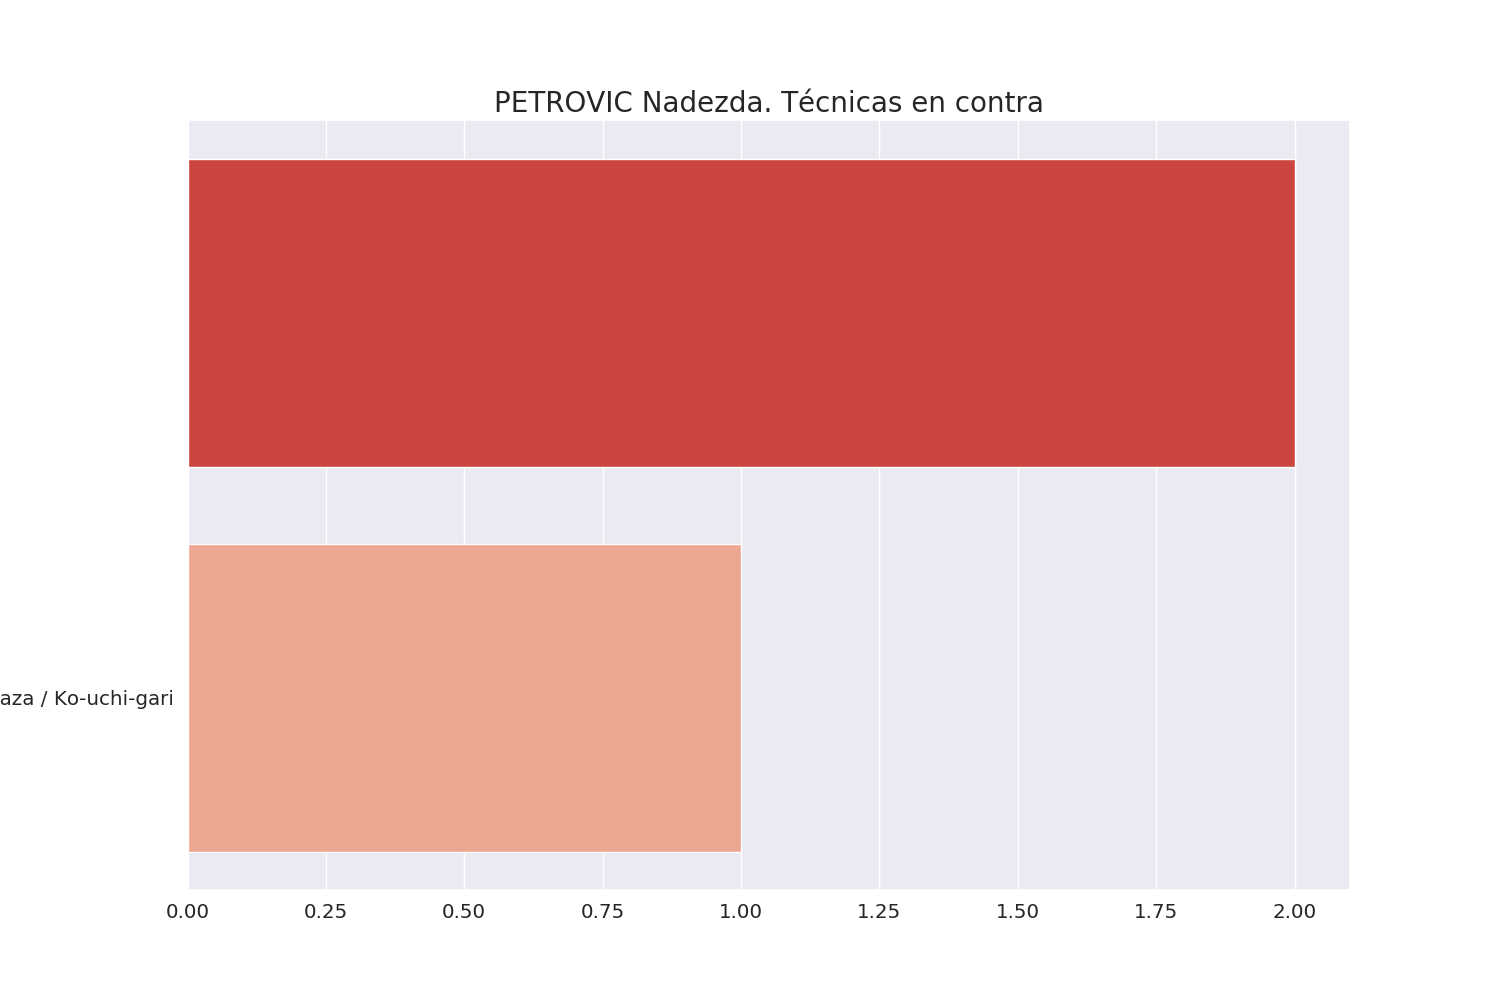 PETROVIC Nadezda. Técnicas en contra
aza / Ko-uchi-gari
0.00 0.25 0.50 0.75 1.00 1.25 1.50 1.75 2.00